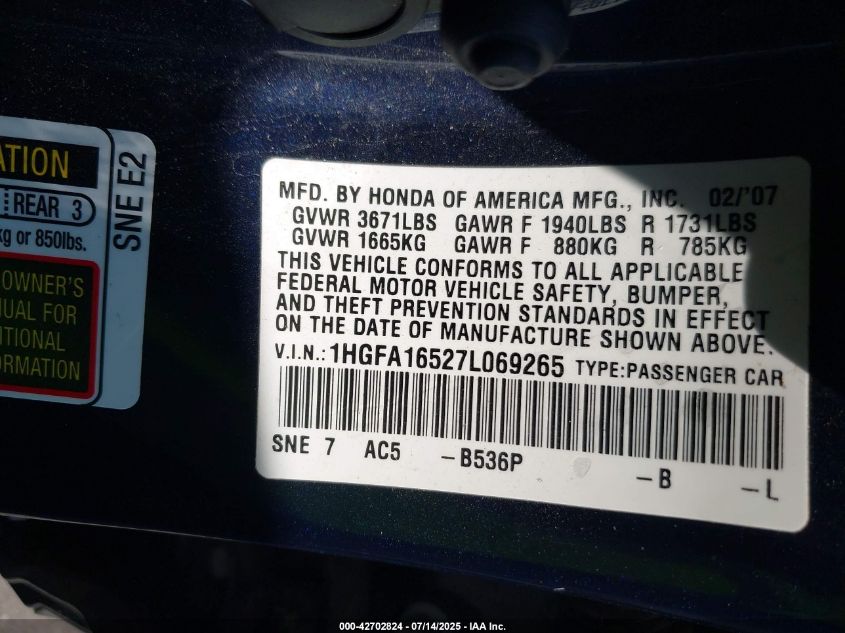 ATION
REAR 3
kg or 850lbs.
OWNER'S
UAL FOR
ITIONAL
ORMATION
SNE E2
MFD. BY HONDA OF AMERICA MFG., INC. 02/'07
GVWR 3671LBS GAWR F 1940LBS R 1731LBS
GVWR 1665KG GAWR F 880KG R 785KG
THIS VEHICLE CONFORMS TO ALL APPLICABLE
FEDERAL MOTOR VEHICLE SAFETY, BUMPER,
AND THEFT PREVENTION STANDARDS IN EFFECT
ON THE DATE OF MANUFACTURE SHOWN ABOVE.
V.I.N.:1HGFA16527L069265 TYPE:PASSENGER CAR
SNE 7 AC5 -B536P -B -L
000-42702824 - 07/14/2025 - IAA Inc.